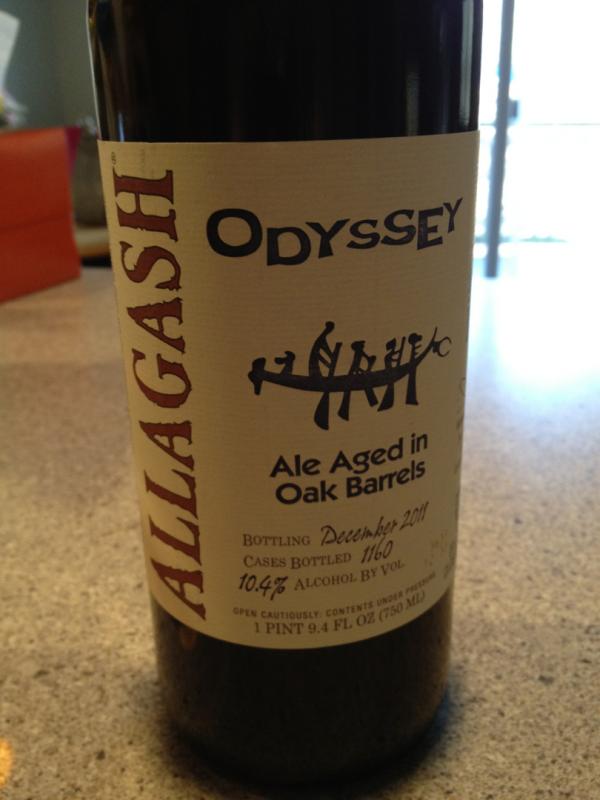 ALLAGASH®
ODYSSEY
Ale Aged in
Oak Barrels
BOTTLING December 2011
CASES BOTTLED 1160
10.4% ALCOHOL BY VOL.
OPEN CAUTIOUSLY: CONTENTS UNDER PRESSURE
1 PINT 9.4 FL OZ (750 ML)